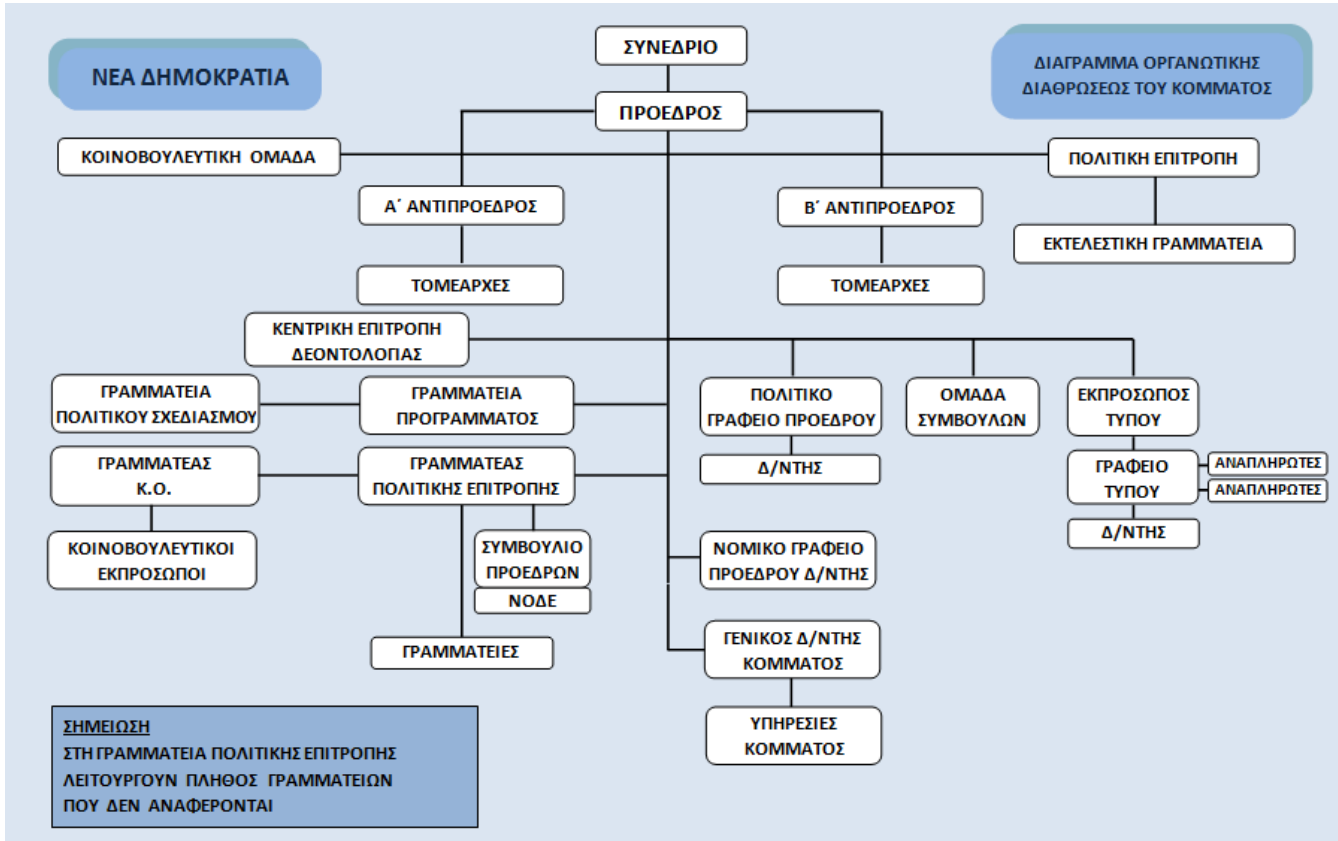 ΣΥΝΕΔΡΙΟ
ΝΕΑ ΔΗΜΟΚΡΑΤΙΑ
ΔΙΑΓΡΑΜΜΑ ΟΡΓΑΝΩΤΙΚΗΣ
ΔΙΑΘΡΩΣΕΩΣ ΤΟΥ ΚΟΜΜΑΤΟΣ
ΠΡΟΕΔΡΟΣ
ΚΟΙΝΟΒΟΥΛΕΥΤΙΚΗ ΟΜΑΔΑ
ΠΟΛΙΤΙΚΗ ΕΠΙΤΡΟΠΗ
Α΄ ΑΝΤΙΠΡΟΕΔΡΟΣ
Β΄ ΑΝΤΙΠΡΟΕΔΡΟΣ
ΕΚΤΕΛΕΣΤΙΚΗ ΓΡΑΜΜΑΤΕΙΑ
ΤΟΜΕΑΡΧΕΣ
ΤΟΜΕΑΡΧΕΣ
ΚΕΝΤΡΙΚΗ ΕΠΙΤΡΟΠΗ
ΔΕΟΝΤΟΛΟΓΙΑΣ
ΓΡΑΜΜΑΤΕΙΑ
ΠΟΛΙΤΙΚΟΥ ΣΧΕΔΙΑΣΜΟΥ
ΓΡΑΜΜΑΤΕΙΑ
ΠΡΟΓΡΑΜΜΑΤΟΣ
ΠΟΛΙΤΙΚΟ
ΓΡΑΦΕΙΟ ΠΡΟΕΔΡΟΥ
Δ/ΝΤΗΣ
ΟΜΑΔΑ
ΣΥΜΒΟΥΛΩΝ
ΕΚΠΡΟΣΩΠΟΣ
ΤΥΠΟΥ
ΓΡΑΦΕΙΟ
ΤΥΠΟΥ
ΑΝΑΠΛΗΡΩΤΕΣ
ΑΝΑΠΛΗΡΩΤΕΣ
Δ/ΝΤΗΣ
ΓΡΑΜΜΑΤΕΑΣ
Κ.Ο.
ΓΡΑΜΜΑΤΕΑΣ
ΠΟΛΙΤΙΚΗΣ ΕΠΙΤΡΟΠΗΣ
ΚΟΙΝΟΒΟΥΛΕΥΤΙΚΟΙ
ΕΚΠΡΟΣΩΠΟΙ
ΣΥΜΒΟΥΛΙΟ
ΠΡΟΕΔΡΩΝ
ΝΟΔΕ
ΝΟΜΙΚΟ ΓΡΑΦΕΙΟ
ΠΡΟΕΔΡΟΥ Δ/ΝΤΗΣ
ΓΡΑΜΜΑΤΕΙΕΣ
ΓΕΝΙΚΟΣ Δ/ΝΤΗΣ
ΚΟΜΜΑΤΟΣ
ΥΠΗΡΕΣΙΕΣ
ΚΟΜΜΑΤΟΣ
ΣΗΜΕΙΩΣΗ
ΣΤΗ ΓΡΑΜΜΑΤΕΙΑ ΠΟΛΙΤΙΚΗΣ ΕΠΙΤΡΟΠΗΣ
ΛΕΙΤΟΥΡΓΟΥΝ ΠΛΗΘΟΣ ΓΡΑΜΜΑΤΕΙΩΝ
ΠΟΥ ΔΕΝ ΑΝΑΦΕΡΟΝΤΑΙ